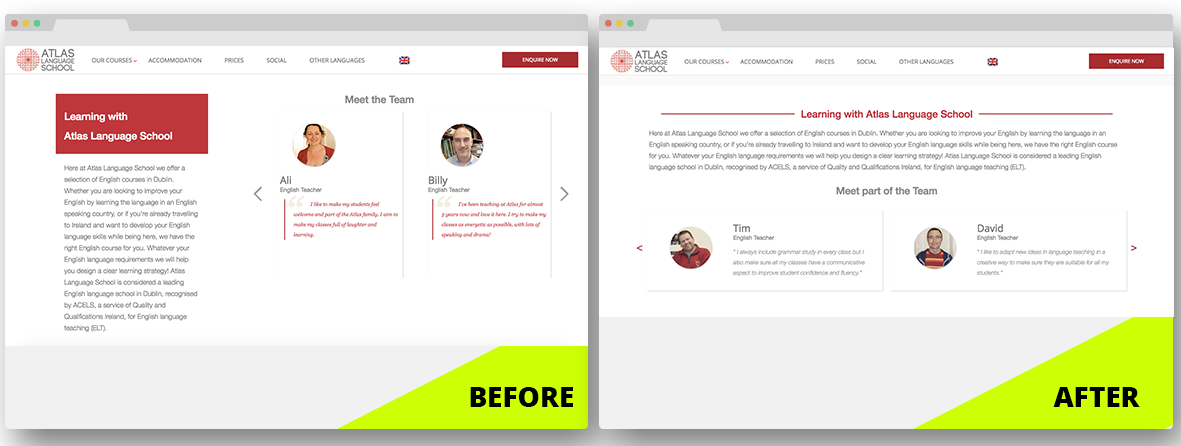 ATLAS
LANGUAGE
SCHOOL
OUR COURSES
ACCOMMODATION
PRICES
SOCIAL
OTHER LANGUAGES
ENQUIRE NOW
Learning with
Atlas Language School
Here at Atlas Language School we offer a
selection of English courses in Dublin.
Whether you are looking to improve your
English by learning the language in an English
speaking country, or if you're already travelling
to Ireland and want to develop your English
language skills while being here, we have the
right English course for you. Whatever your
English language requirements we will help
you design a clear learning strategy! Atlas
Language School is considered a leading
English language school in Dublin, recognised
by ACELS, a service of Quality and
Qualifications Ireland, for English language
teaching (ELT).
Meet the Team
Ali
English Teacher
“ I like to make my students feel
welcome and part of the Atlas family. I aim to
make my classes full of laughter and
learning.
Billy
English Teacher
“ I've been teaching at Atlas for almost
5 years now and love it here. I try to make my
classes as energetic as possible, with lots of
speaking and drama!
BEFORE
ATLAS
LANGUAGE
SCHOOL
OUR COURSES
ACCOMMODATION
PRICES
SOCIAL
OTHER LANGUAGES
ENQUIRE NOW
Learning with Atlas Language School
Here at Atlas Language School we offer a selection of English courses in Dublin. Whether you are looking to improve your English by learning the language in an
English speaking country, or if you're already travelling to Ireland and want to develop your English language skills while being here, we have the right English course
for you. Whatever your English language requirements we will help you design a clear learning strategy! Atlas Language School is considered a leading English
language school in Dublin, recognised by ACELS, a service of Quality and Qualifications Ireland, for English language teaching (ELT).
Meet part of the Team
<
Tim
English Teacher
" I always include grammar study in every class but I
also make sure all my classes have a communicative
aspect to improve student confidence and fluency."
David
English Teacher
" I like to adapt new ideas in language teaching in a
creative way to make sure they are suitable for all my
students."
>
AFTER